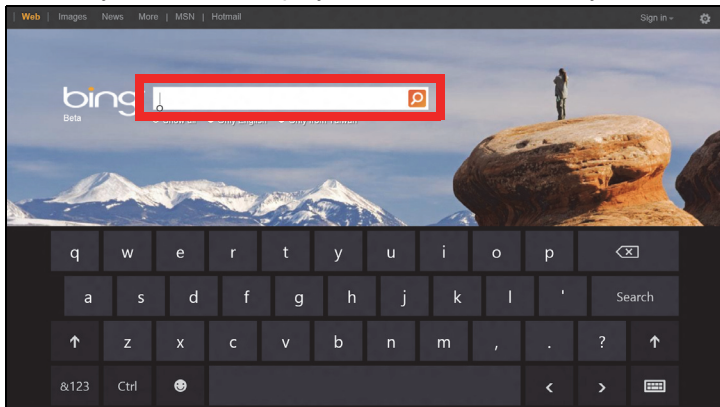 Web | Images News More | MSN | Hotmail Sign in
bing
Beta
q w e r t y u i o p
a s d f g h j k l ' Search
z x c v b n m , . ?
&123 Ctrl < >